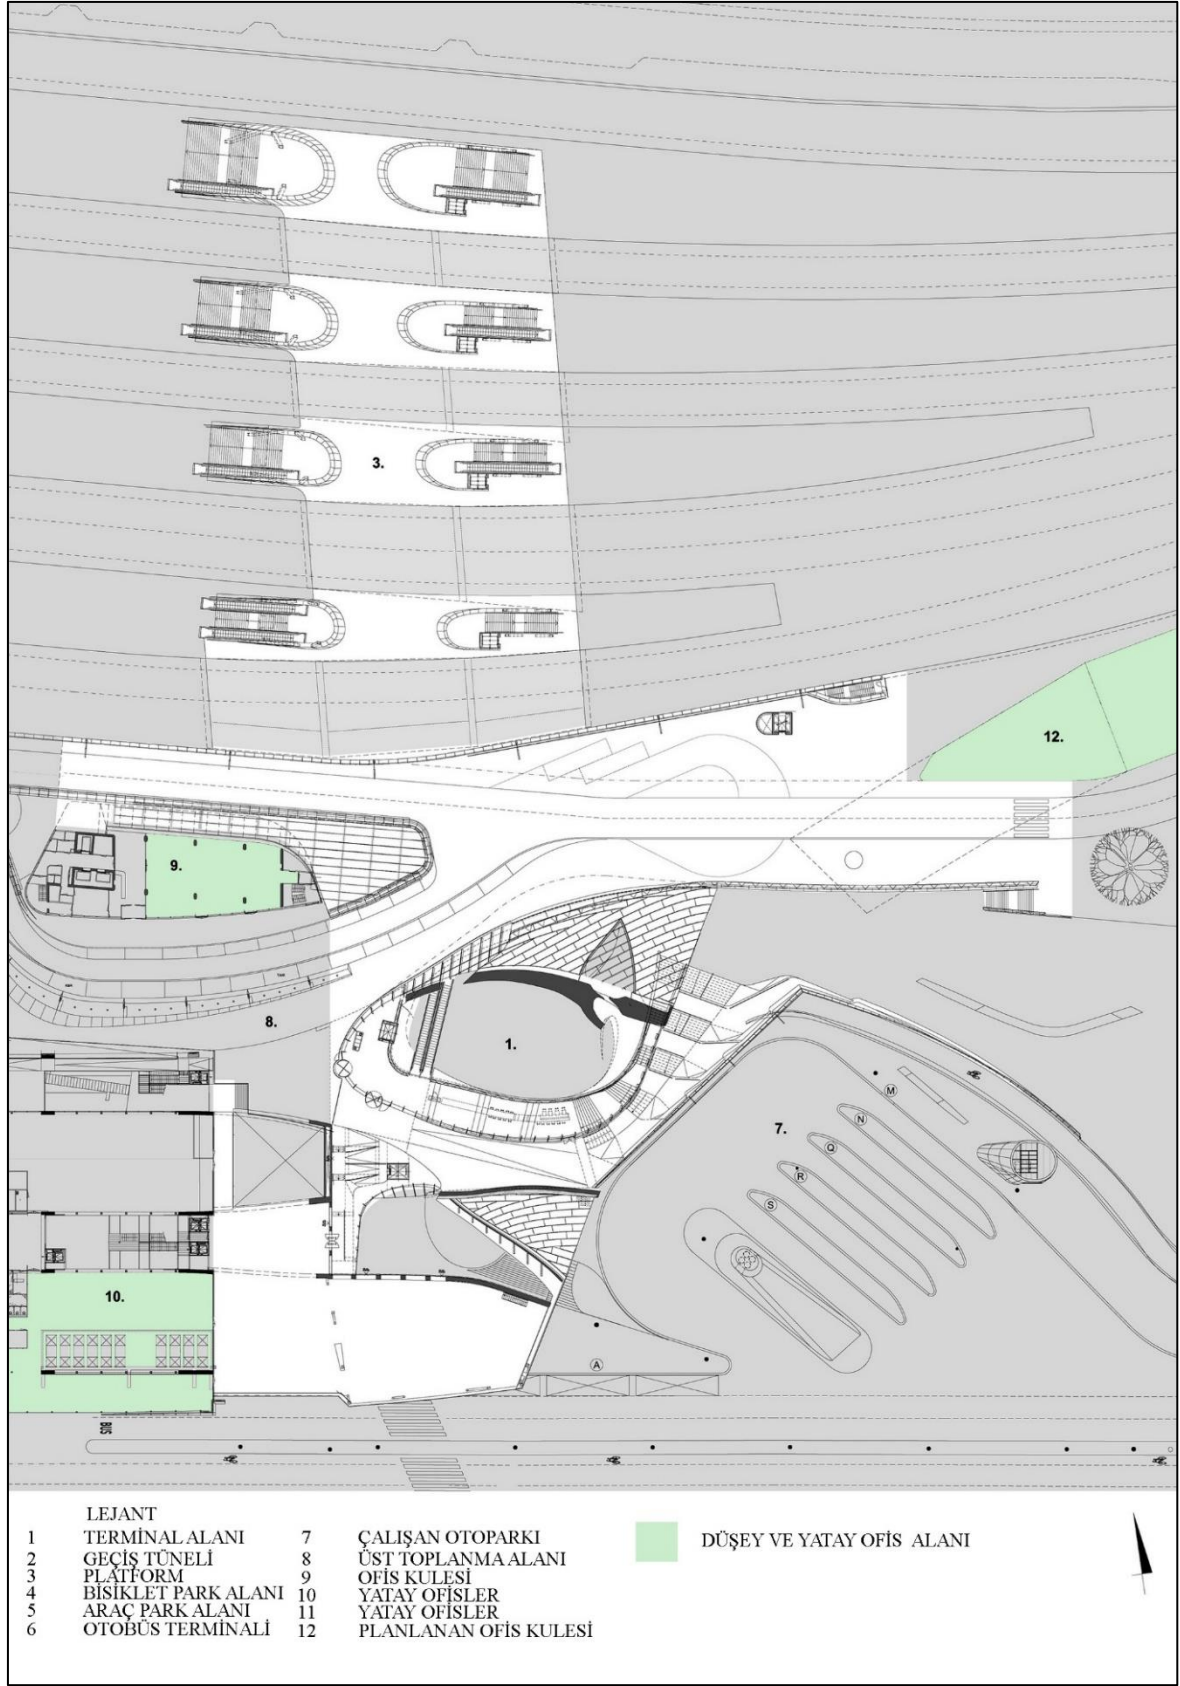 3.
12.
9.
8.
1.
7.
M
N
Q
R
S
10.
A
BUS
LEJANT
1 TERMİNAL ALANI 7 ÇALIŞAN OTOPARKI
2 GEÇİŞ TÜNELİ 8 ÜST TOPLANMA ALANI
3 PLATFORM 9 OFİS KULESİ
4 BİSİKLET PARK ALANI 10 YATAY OFİSLER
5 ARAÇ PARK ALANI 11 YATAY OFİSLER
6 OTOBÜS TERMİNALİ 12 PLANLANAN OFİS KULESİ
DÜŞEY VE YATAY OFİS ALANI